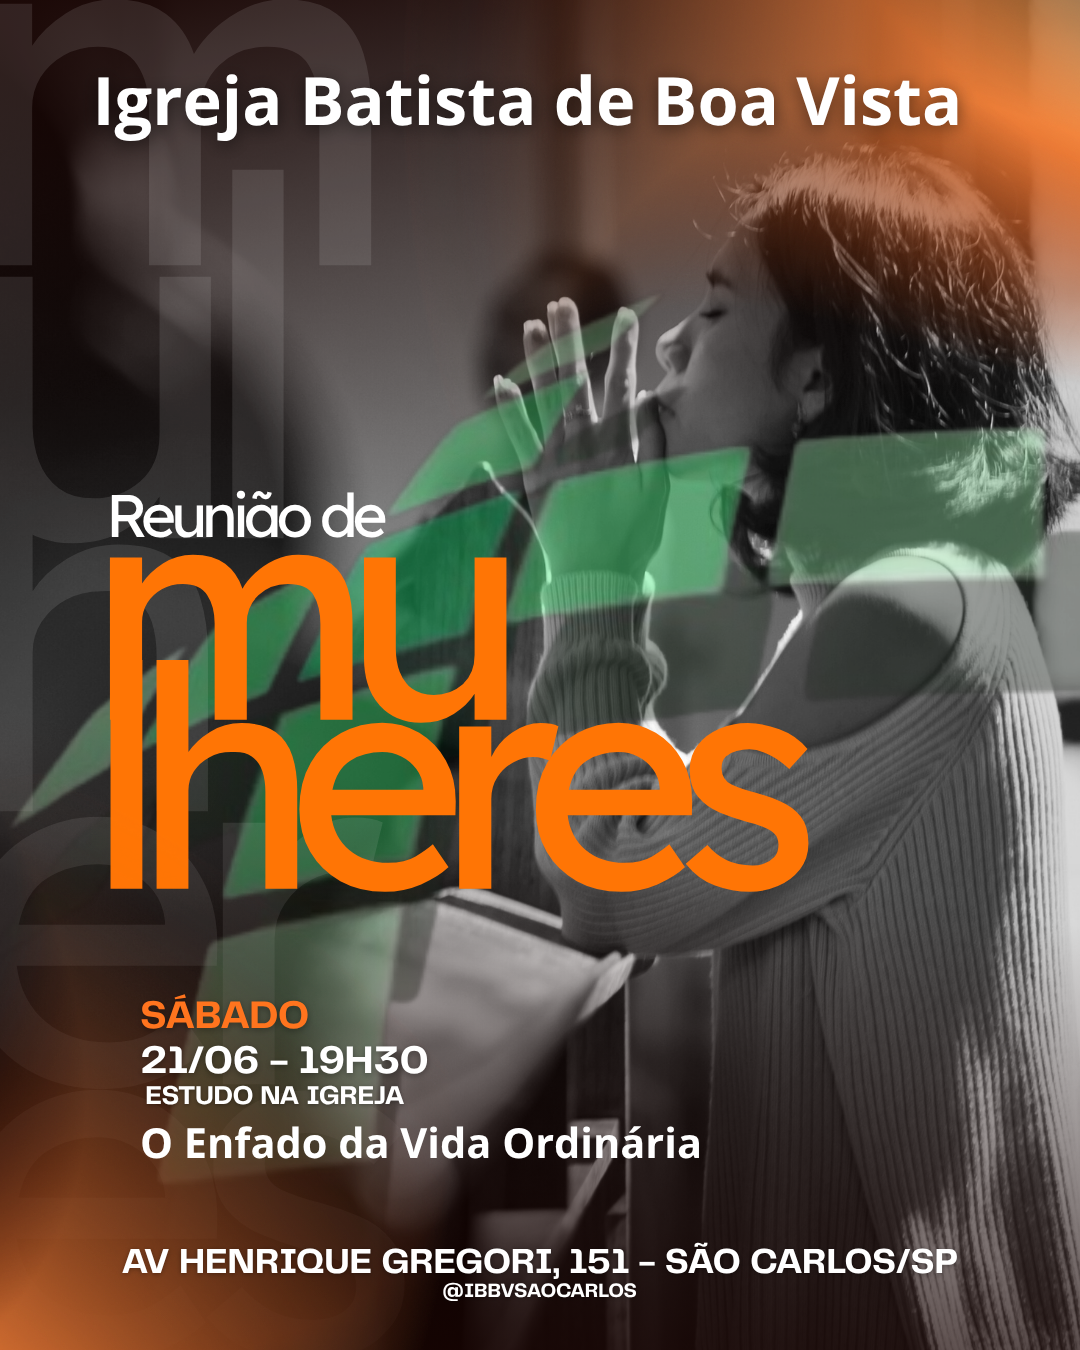 Igreja Batista de Boa Vista
Reunião de
mu
lheres
SÁBADO
21/06 – 19H30
ESTUDO NA IGREJA
O Enfado da Vida Ordinária
AV HENRIQUE GREGORI, 151 – SÃO CARLOS/SP
@IBBVSAOCARLOS